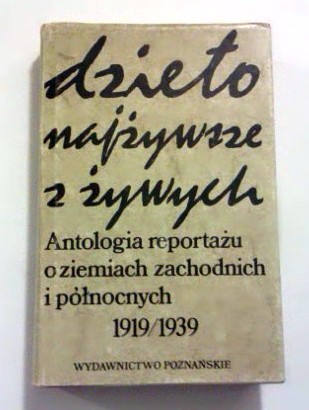 dzieło
najżywsze
z żywych
Antologia reportażu
o ziemiach zachodnich
i północnych
1919/1939
WYDAWNICTWO POZNAŃSKIE